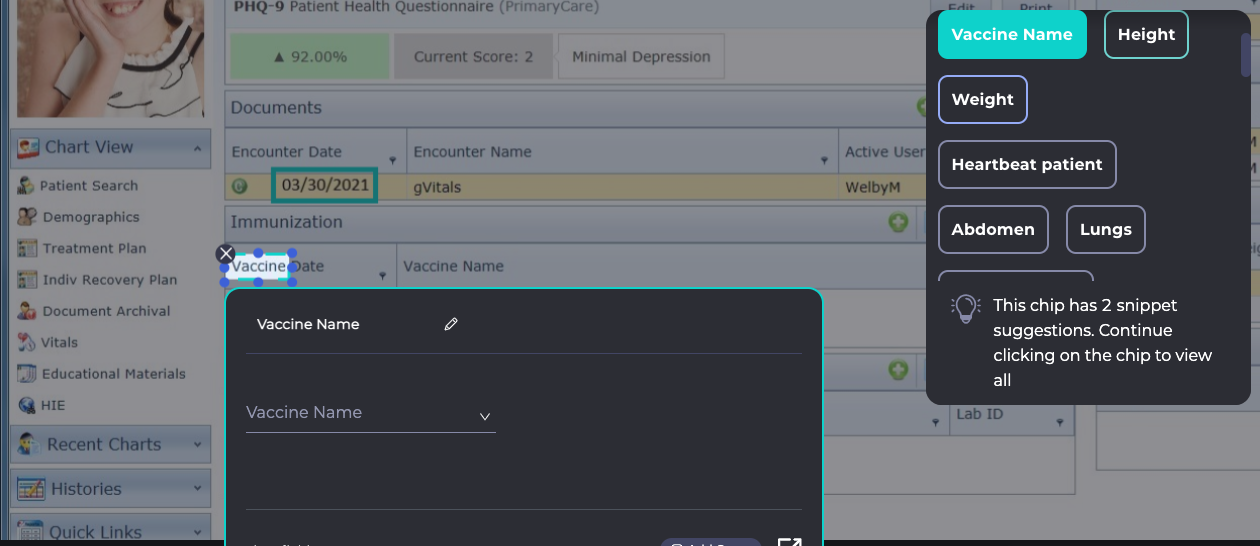 PHQ-9 Patient Health Questionnaire (PrimaryCare)
Edit
Print
▲ 92.00%
Current Score: 2
Minimal Depression
Documents
Encounter Date
Encounter Name
Active User
03/30/2021
gVitals
WelbyM
Immunization
Vaccine Date
Vaccine Name
Chart View
Patient Search
Demographics
Treatment Plan
Indiv Recovery Plan
Document Archival
Vitals
Educational Materials
HIE
Recent Charts
Histories
Quick Links
Vaccine Name
Vaccine Name
Lab ID
Vaccine Name
Height
Weight
Heartbeat patient
Abdomen
Lungs
This chip has 2 snippet
suggestions. Continue
clicking on the chip to view
all